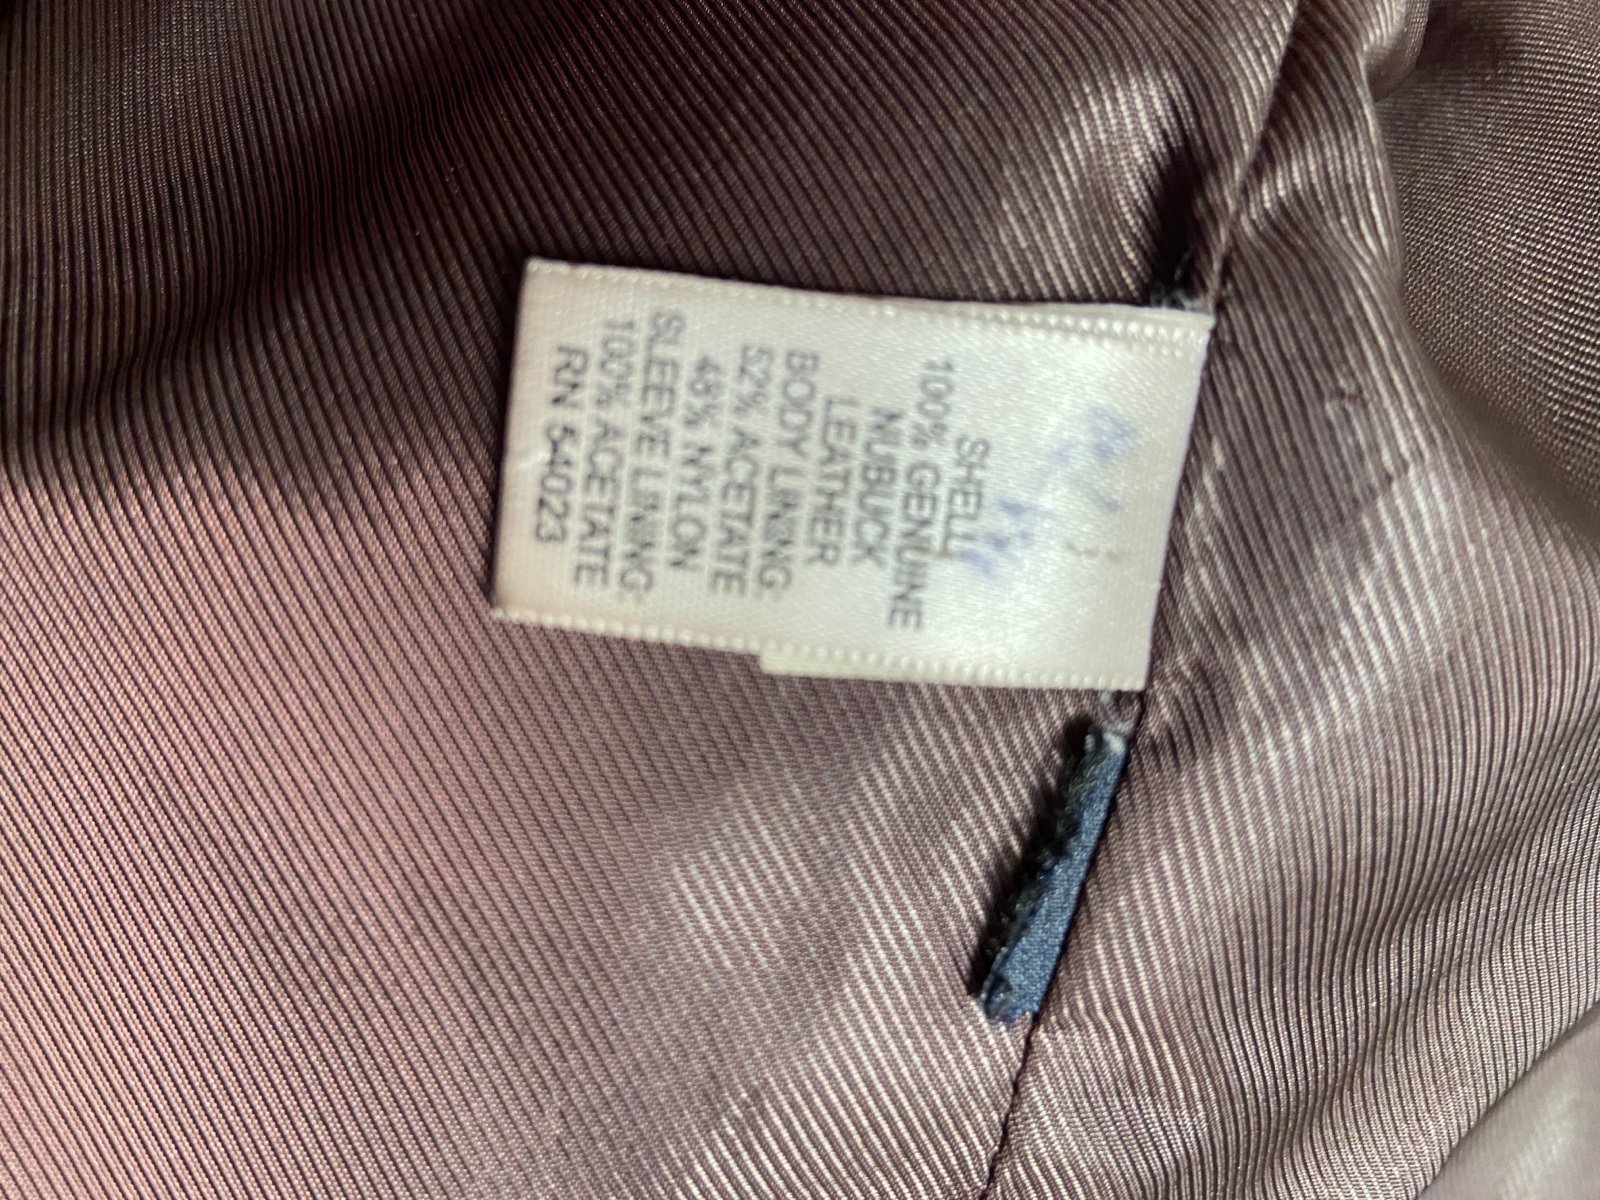 SHELL
100% GENUINE
NUBUCK
LEATHER
BODY LINING:
52% ACETATE
48% NYLON
SLEEVE LINING:
100% ACETATE
RN 54023